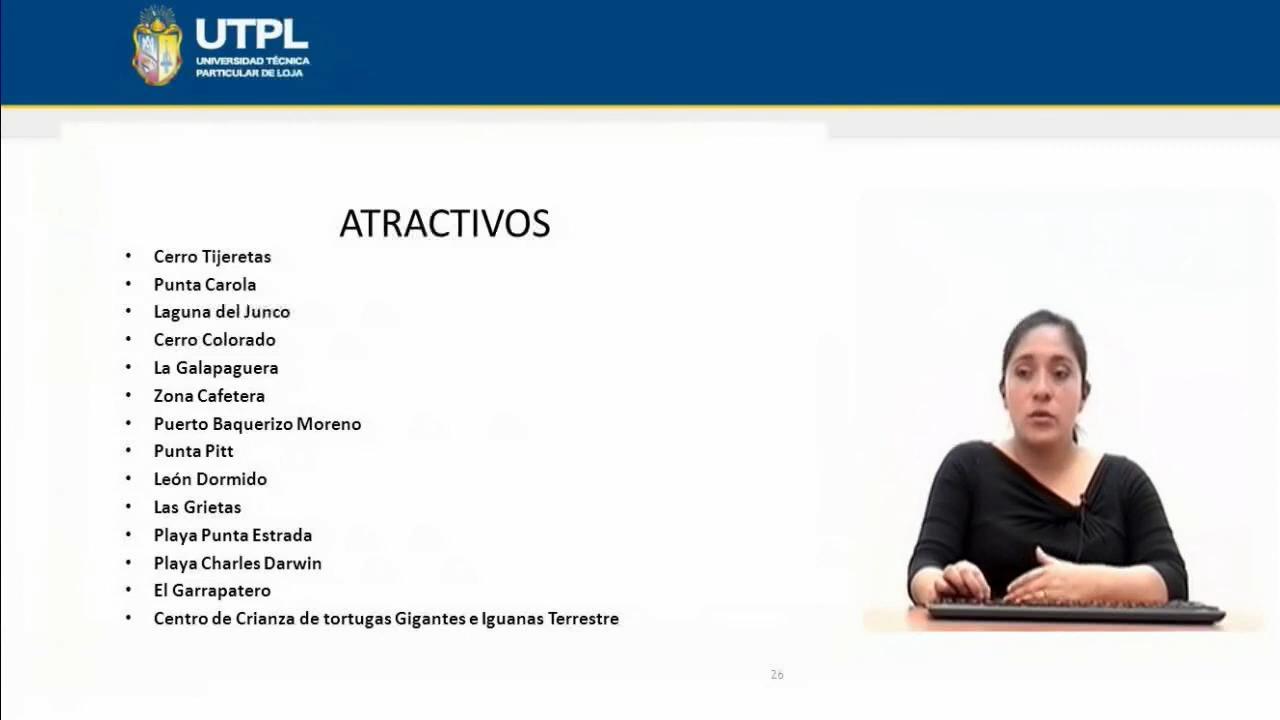 UTPL
UNIVERSIDAD TÉCNICA
PARTICULAR DE LOJA
ATRACTIVOS
• Cerro Tijeretas
• Punta Carola
• Laguna del Junco
• Cerro Colorado
• La Galapaguera
• Zona Cafetera
• Puerto Baquerizo Moreno
• Punta Pitt
• León Dormido
• Las Grietas
• Playa Punta Estrada
• Playa Charles Darwin
• El Garrapatero
• Centro de Crianza de tortugas Gigantes e Iguanas Terrestre
26